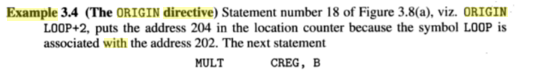 Example 3.4 (The ORIGIN directive) Statement number 18 of Figure 3.8(a), viz. ORIGIN
LOOP+2, puts the address 204 in the location counter because the symbol LOOP is
associated with the address 202. The next statement
MULT CREG, B